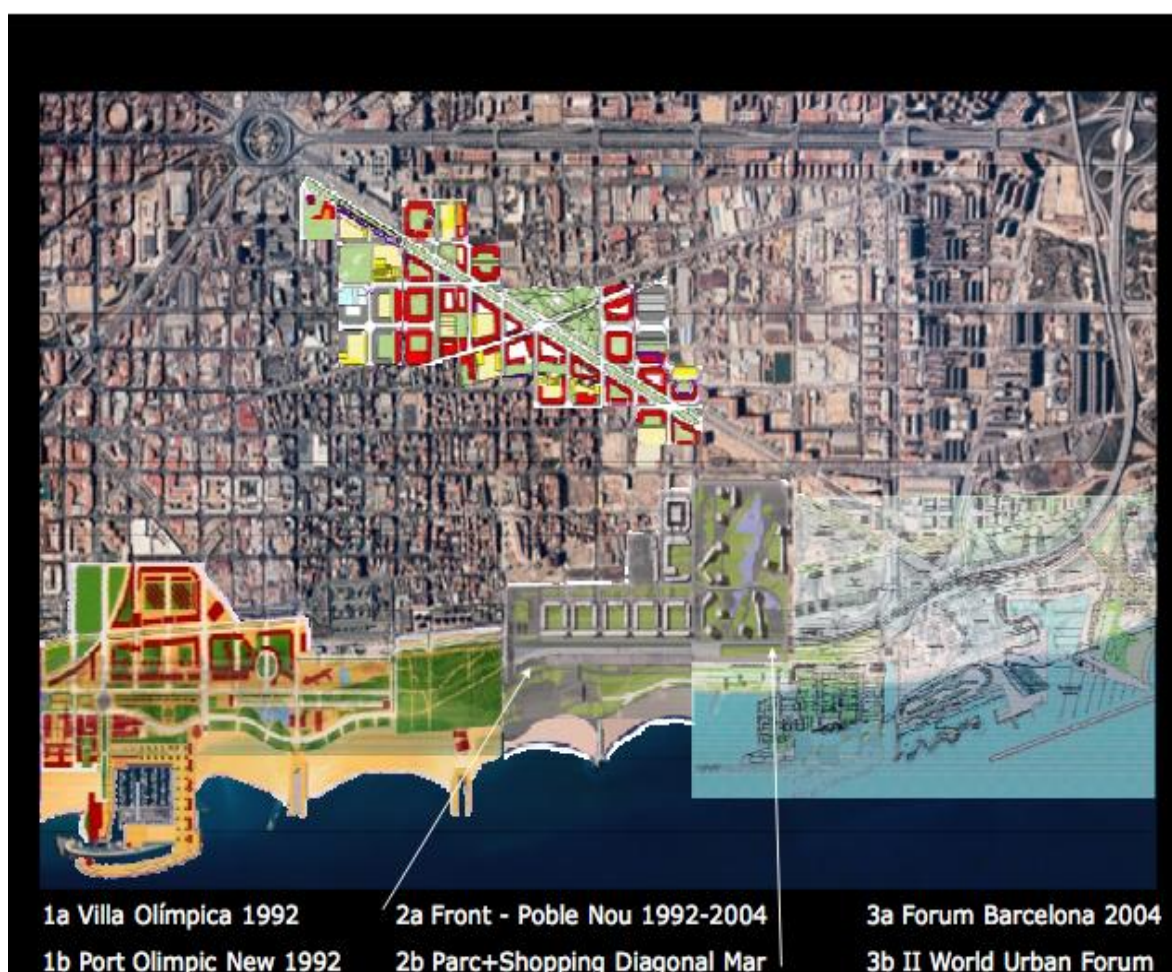 1a Villa Olímpica 1992
2a Front - Poble Nou 1992-2004
3a Forum Barcelona 2004
1b Port Olimpic New 1992
2b Parc+Shopping Diagonal Mar
3b II World Urban Forum